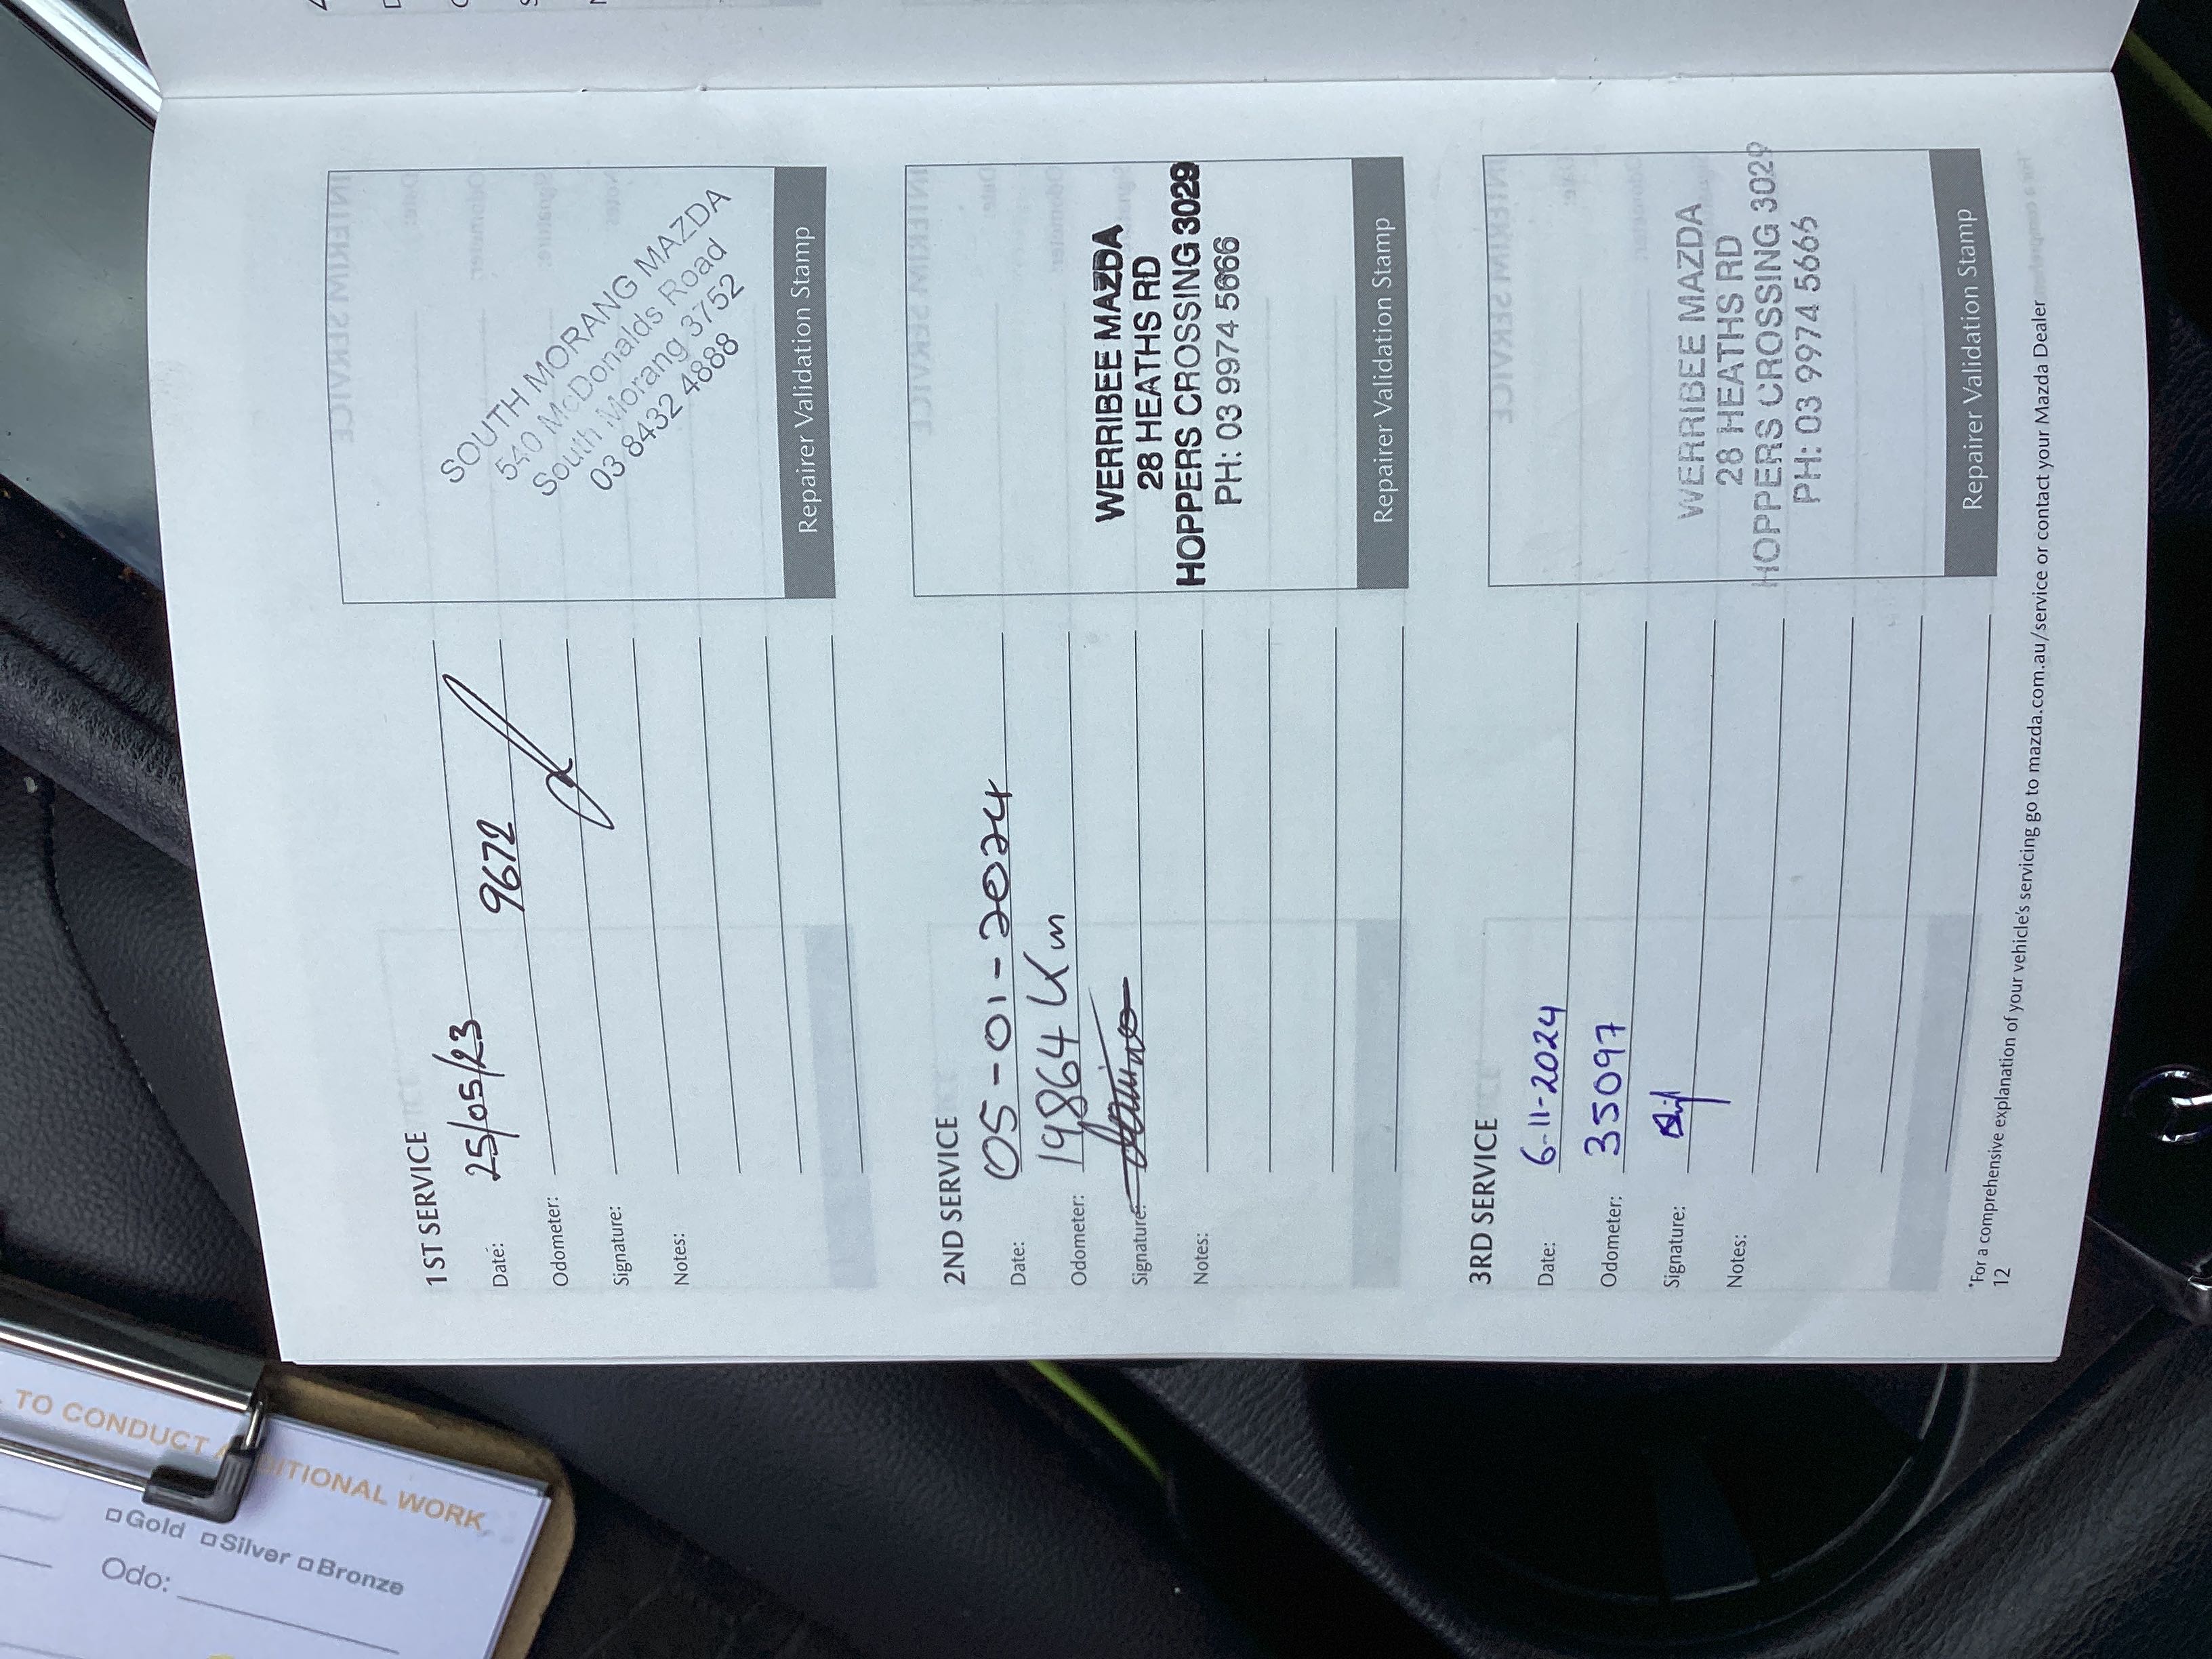 1ST SERVICE
Date: 25/05/23
Odometer: 9672
Signature:
Notes:
SOUTH MORANG MAZDA
540 McDonalds Road
South Morang 3752
03 8432 4888
Repairer Validation Stamp
2ND SERVICE
Date: 05-01-2024
Odometer: 19864 Km
Signature:
Notes:
WERRIBEE MAZDA
28 HEATHS RD
HOPPERS CROSSING 3029
PH: 03 9974 5666
Repairer Validation Stamp
3RD SERVICE
Date: 6-11-2024
Odometer: 35097
Signature:
Notes:
WERRIBEE MAZDA
28 HEATHS RD
HOPPERS CROSSING 3029
PH: 03 9974 5666
Repairer Validation Stamp
*For a comprehensive explanation of your vehicle's servicing go to mazda.com.au/service or contact your Mazda Dealer
12
TO CONDUCT WORK
Gold Silver Bronze
Odo: